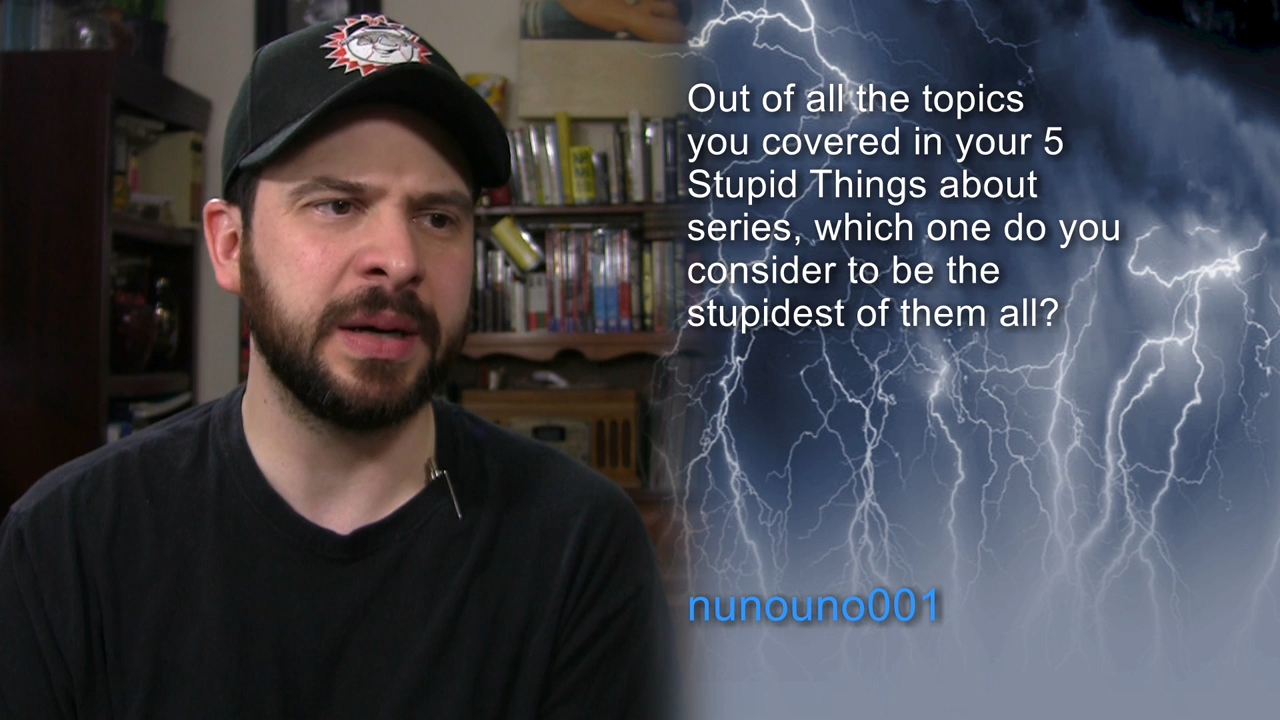 Out of all the topics
you covered in your 5
Stupid Things about
series, which one do you
consider to be the
stupidest of them all?
nunouno001